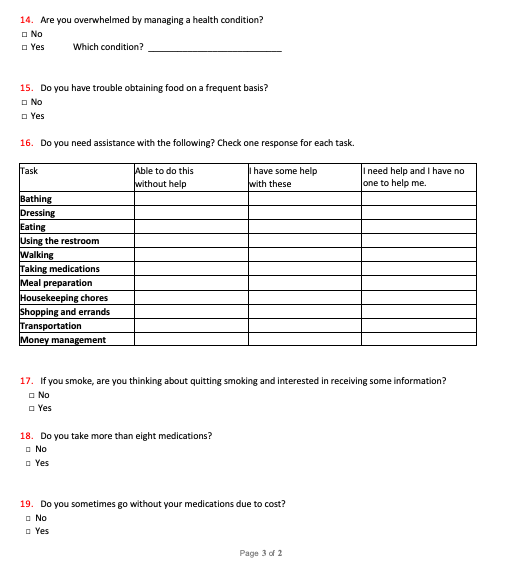 14. Are you overwhelmed by managing a health condition?
□ No
□ Yes Which condition? ___________________________
15. Do you have trouble obtaining food on a frequent basis?
□ No
□ Yes
16. Do you need assistance with the following? Check one response for each task.
Task Able to do this without help I have some help with these I need help and I have no one to help me.
Bathing
Dressing
Eating
Using the restroom
Walking
Taking medications
Meal preparation
Housekeeping chores
Shopping and errands
Transportation
Money management
17. If you smoke, are you thinking about quitting smoking and interested in receiving some information?
□ No
□ Yes
18. Do you take more than eight medications?
□ No
□ Yes
19. Do you sometimes go without your medications due to cost?
□ No
□ Yes
Page 3 of 2